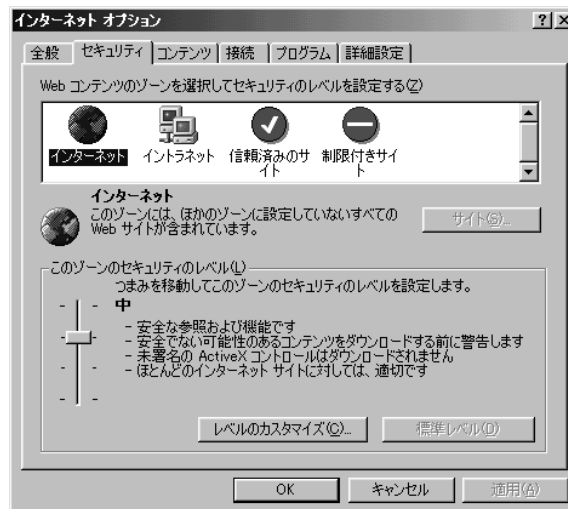 インターネット オプション
全般 セキュリティ コンテンツ 接続 プログラム 詳細設定
Web コンテンツのゾーンを選択してセキュリティのレベルを設定する(Z)
インターネット イントラネット 信頼済みのサイト 制限付きサイト
インターネット
このゾーンには、ほかのゾーンに設定していないすべての
Web サイトが含まれています。
サイト(S)...
このゾーンのセキュリティのレベル(L)
つまみを移動してこのゾーンのセキュリティのレベルを設定します。
中
- 安全な参照および機能です
- 安全でない可能性のあるコンテンツをダウンロードする前に警告します
- 未署名の ActiveX コントロールはダウンロードされません
- ほとんどのインターネット サイトに対しては、適切です
レベルのカスタマイズ(C)... 標準レベル(D)
OK キャンセル 適用(A)